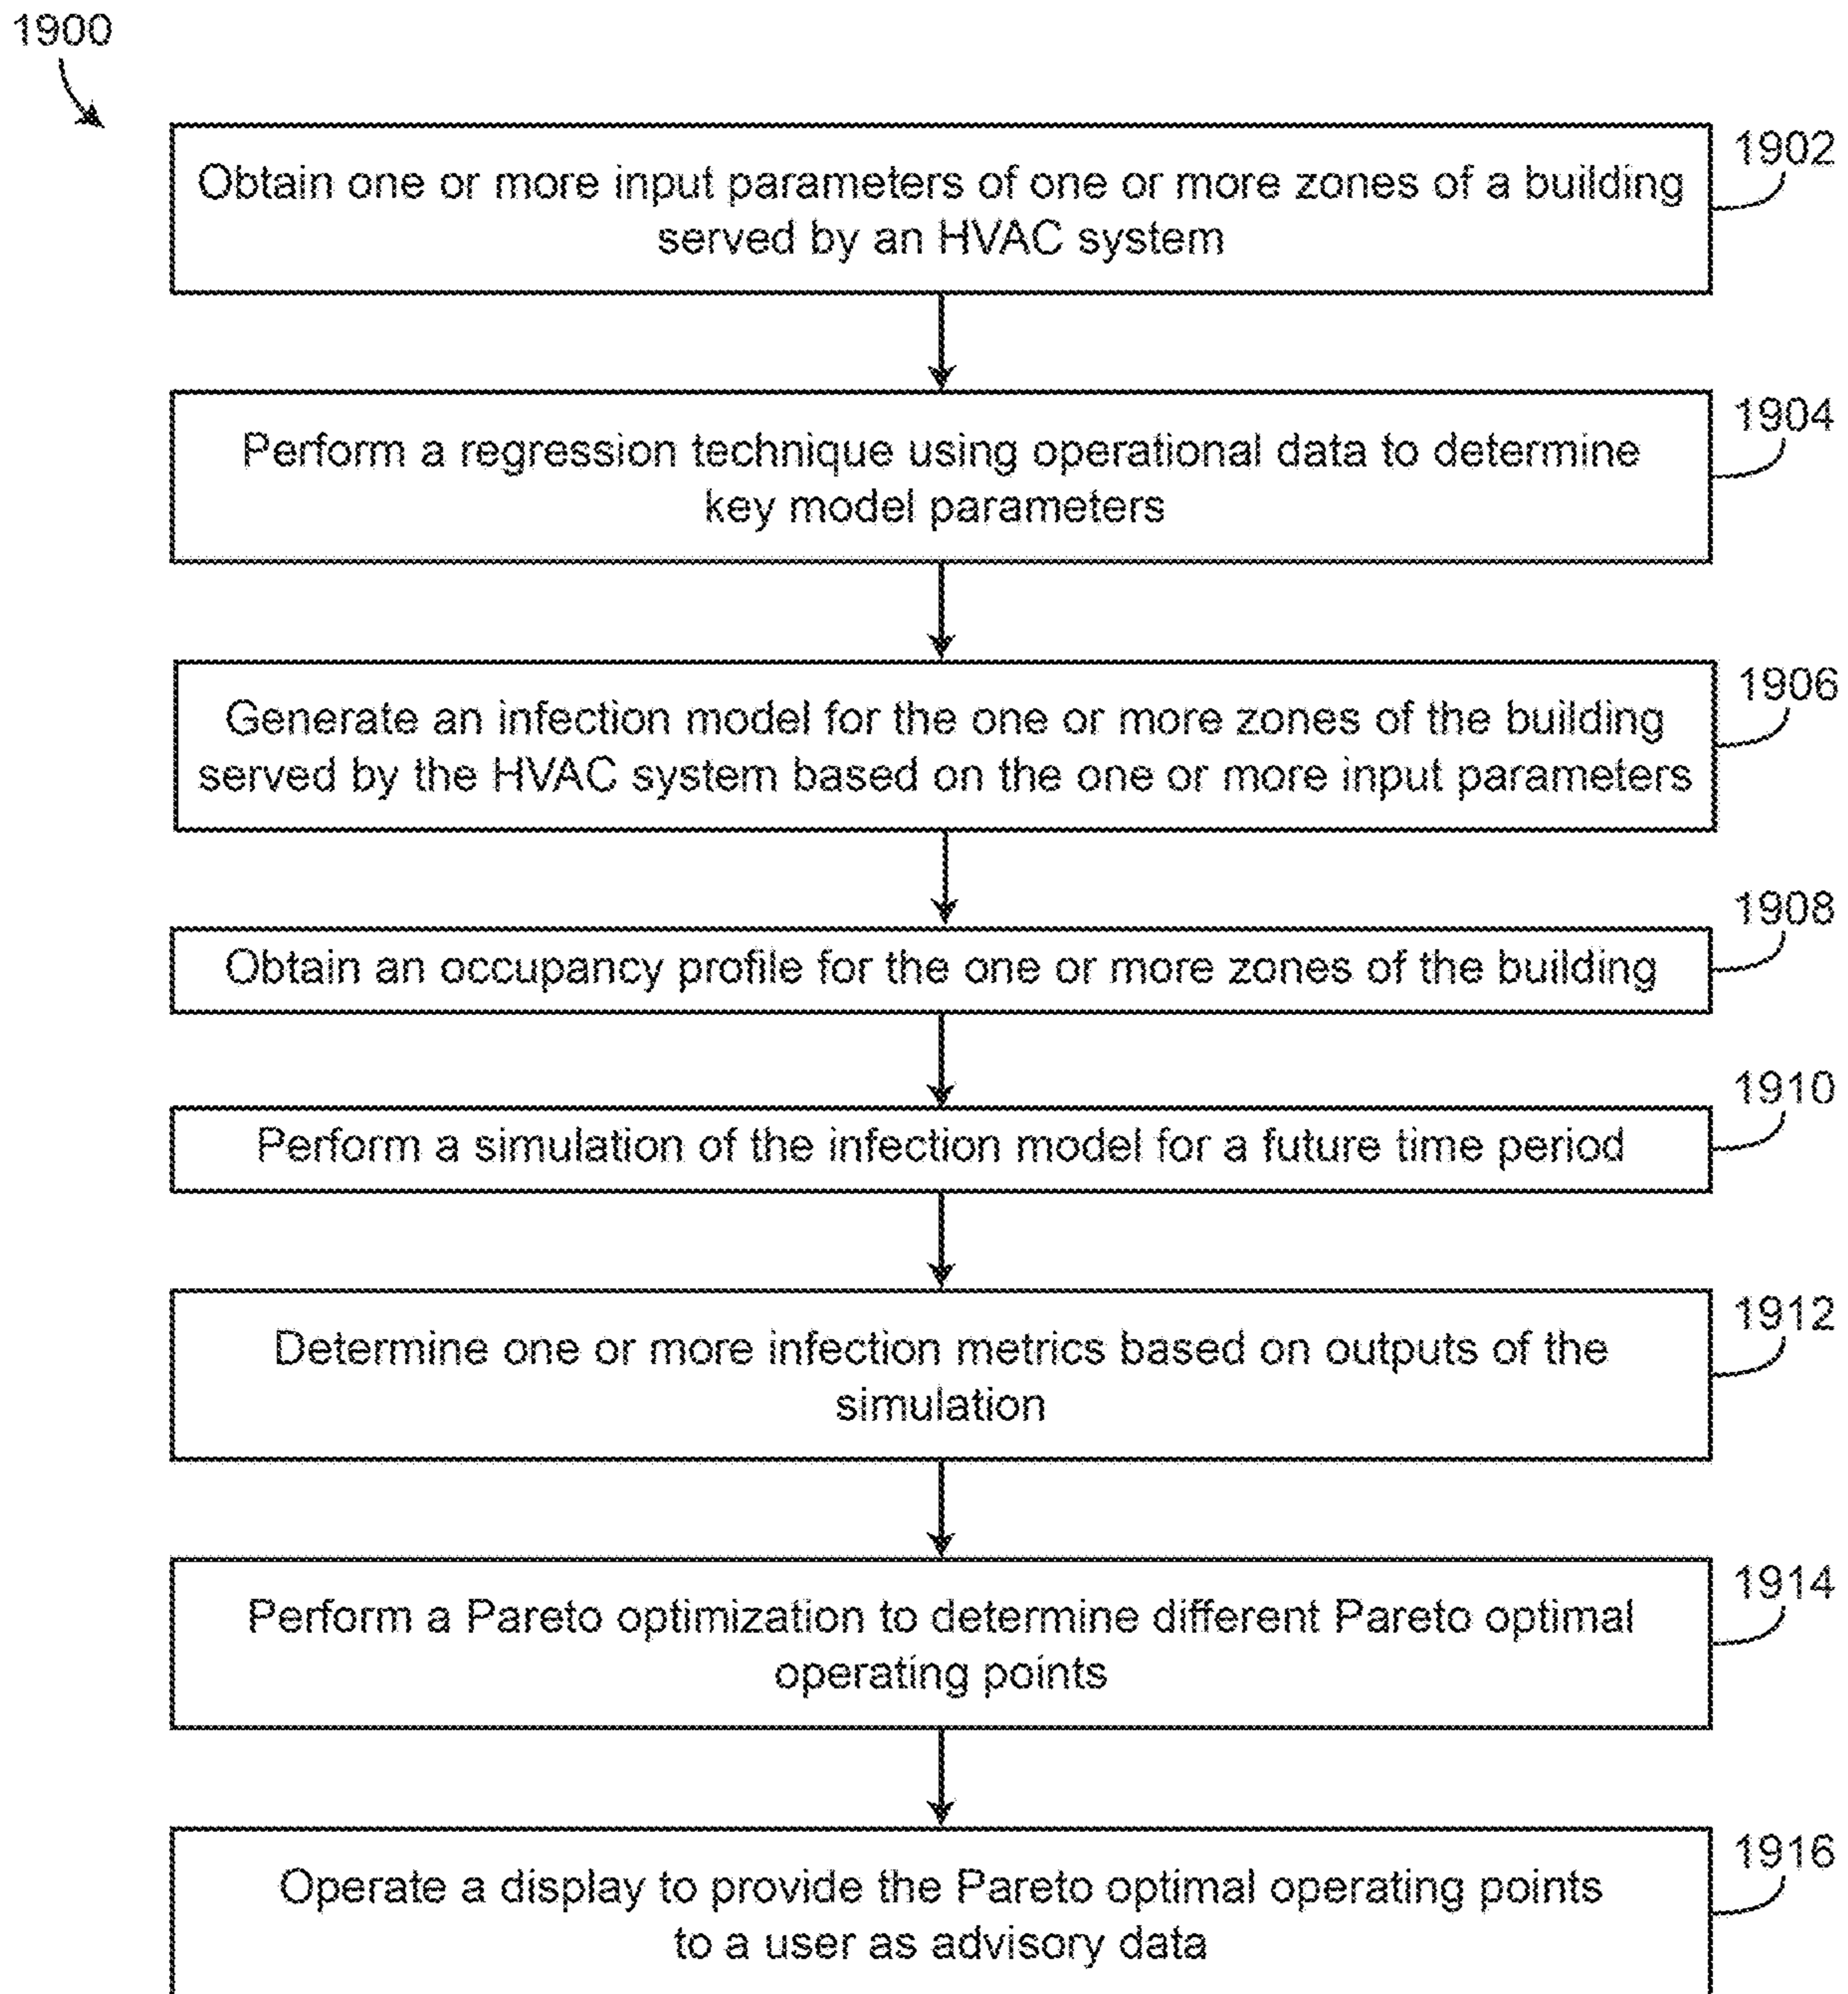 1900
1902
Obtain one or more input parameters of one or more zones of a building
served by an HVAC system
1904
Perform a regression technique using operational data to determine
key model parameters
1906
Generate an infection model for the one or more zones of the building
served by the HVAC system based on the one or more input parameters
1908
Obtain an occupancy profile for the one or more zones of the building
1910
Perform a simulation of the infection model for a future time period
1912
Determine one or more infection metrics based on outputs of the
simulation
1914
Perform a Pareto optimization to determine different Pareto optimal
operating points
1916
Operate a display to provide the Pareto optimal operating points
to a user as advisory data